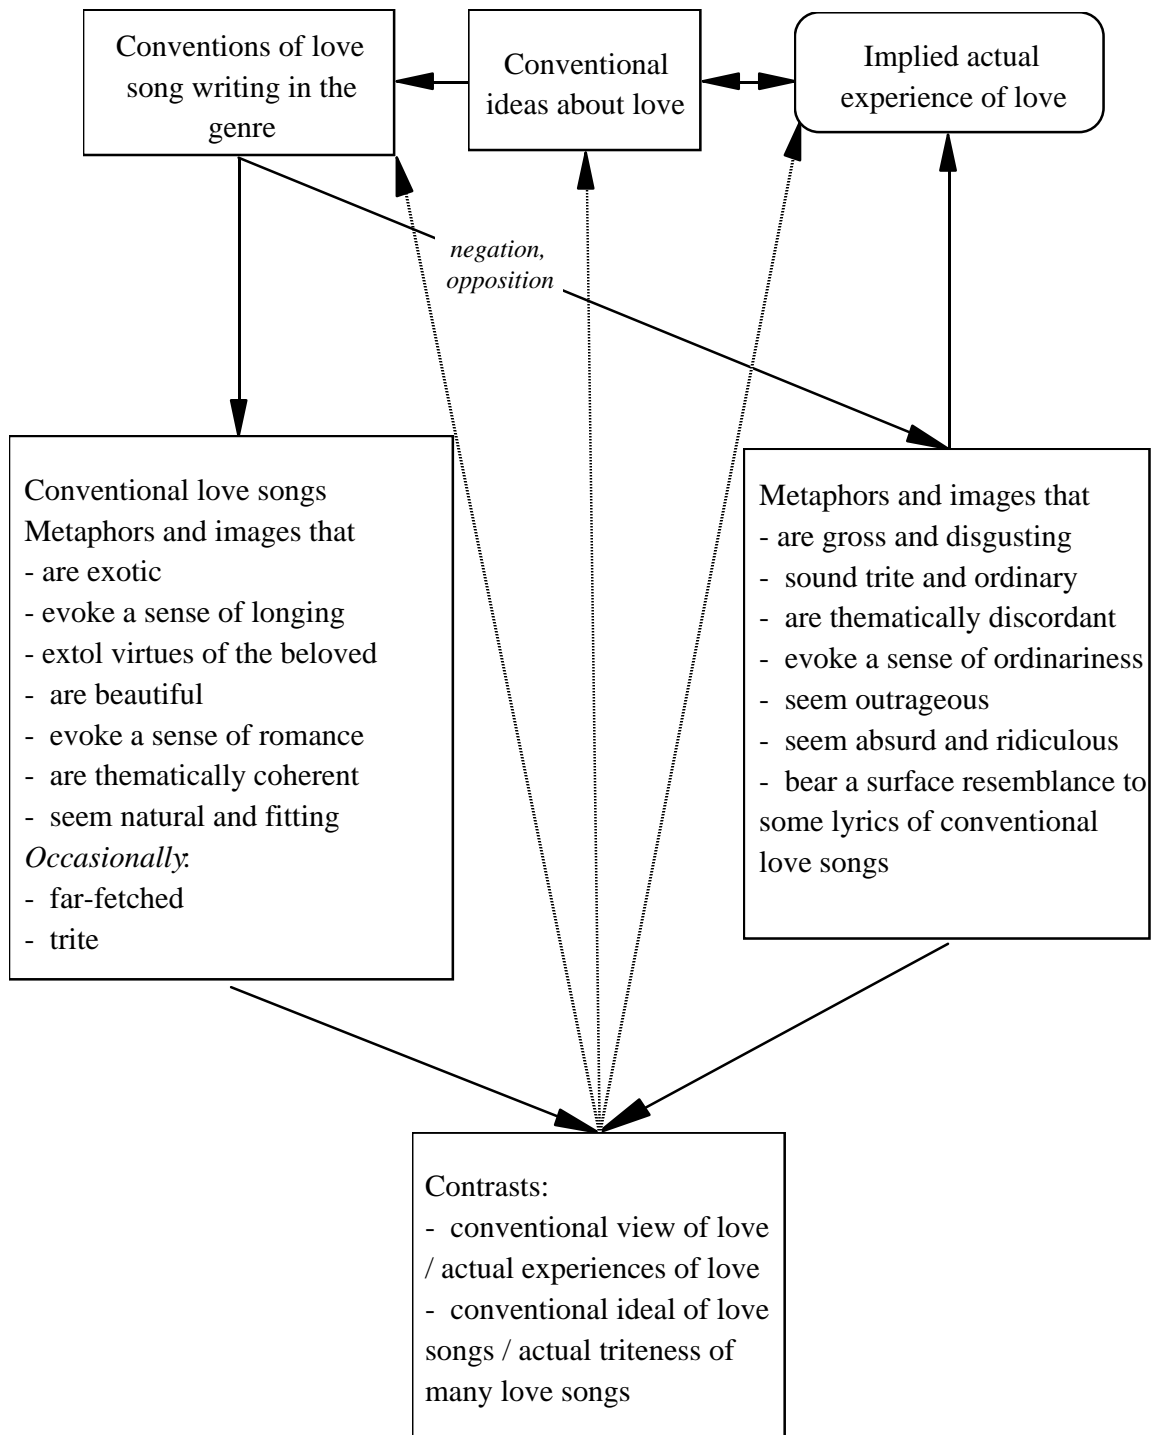 Conventions of love
song writing in the
genre
Conventional
ideas about love
Implied actual
experience of love
negation,
opposition
Conventional love songs
Metaphors and images that
- are exotic
- evoke a sense of longing
- extol virtues of the beloved
- are beautiful
- evoke a sense of romance
- are thematically coherent
- seem natural and fitting
Occasionally:
- far-fetched
- trite
Metaphors and images that
- are gross and disgusting
- sound trite and ordinary
- are thematically discordant
- evoke a sense of ordinariness
- seem outrageous
- seem absurd and ridiculous
- bear a surface resemblance to
some lyrics of conventional
love songs
Contrasts:
- conventional view of love
/ actual experiences of love
- conventional ideal of love
songs / actual triteness of
many love songs